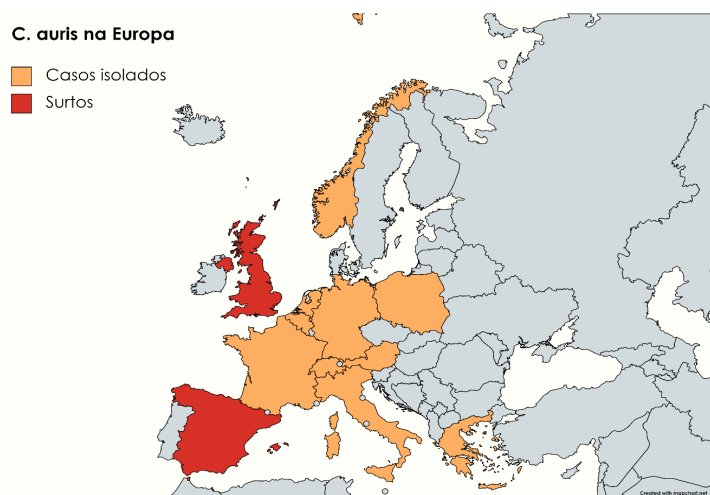 C. auris na Europa
Casos isolados
Surtos
Created with mapchart.net